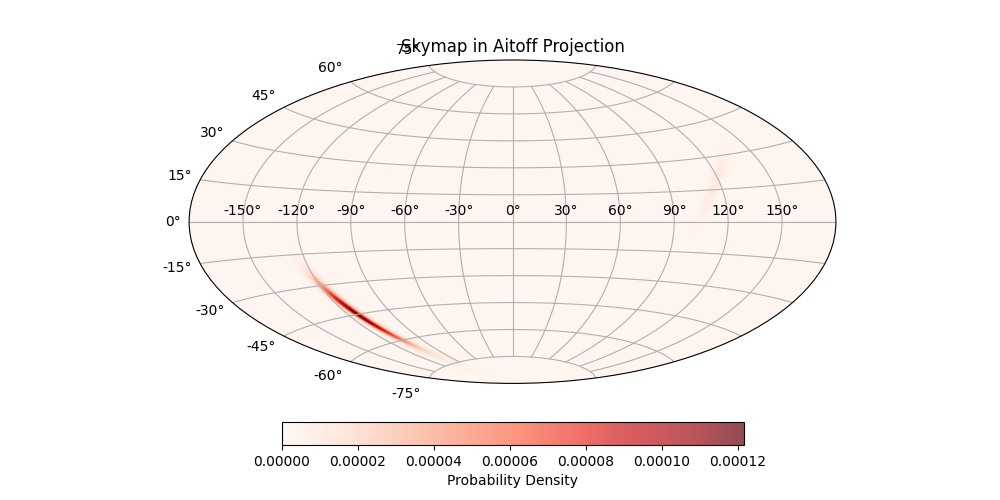 Skymap in Aitoff Projection
75°
60°
45°
30°
15°
0°
-15°
-30°
-45°
-60°
-75°
-150° -120° -90° -60° -30° 0° 30° 60° 90° 120° 150°
0.00000 0.00002 0.00004 0.00006 0.00008 0.00010 0.00012
Probability Density